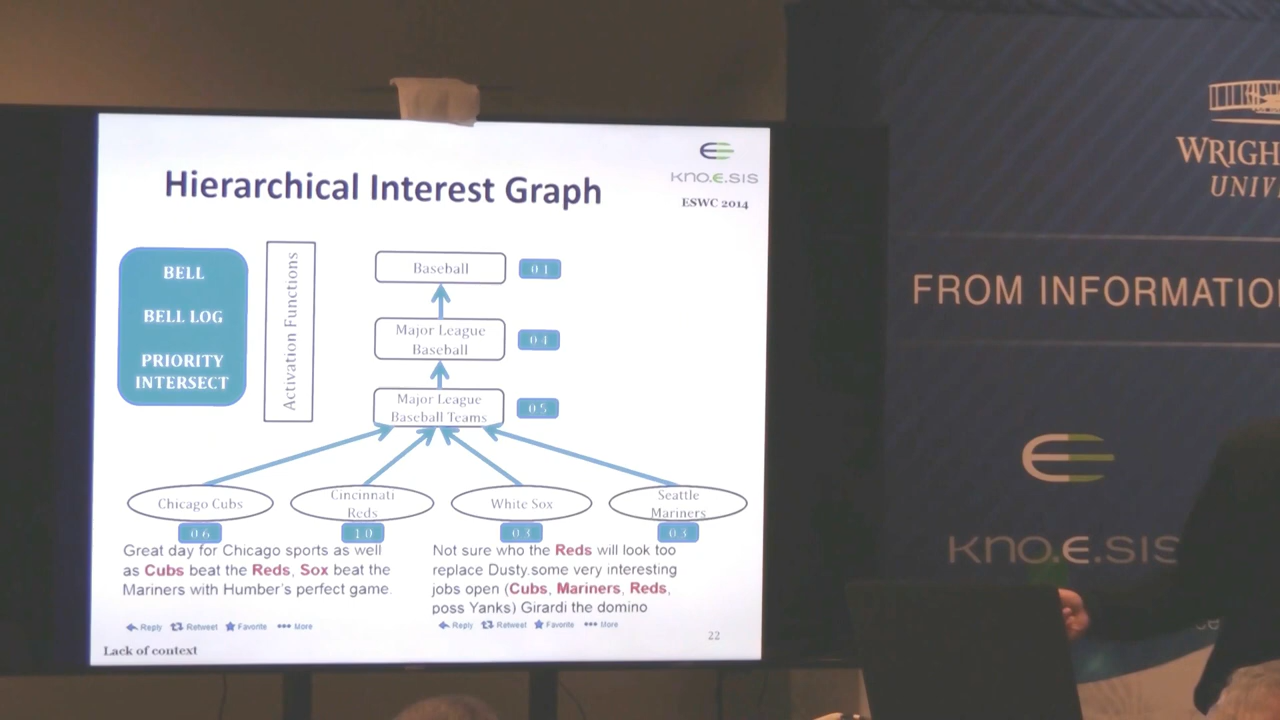 Hierarchical Interest Graph
kno.e.sis
ESWC 2014
BELL
BELL LOG
PRIORITY
INTERSECT
Activation Functions
Baseball
0.1
Major League
Baseball
0.4
Major League
Baseball Teams
0.5
Chicago Cubs
Cincinnati
Reds
White Sox
Seattle
Mariners
0.6
1.0
0.3
0.3
Great day for Chicago sports as well
as Cubs beat the Reds, Sox beat the
Mariners with Humber's perfect game.
Reply Retweet Favorite More
Not sure who the Reds will look too
replace Dusty.some very interesting
jobs open (Cubs, Mariners, Reds,
poss Yanks) Girardi the domino
Reply Retweet Favorite More
22
Lack of context
WRIGH
UNIV
FROM INFORMATIO
kno.e.sis